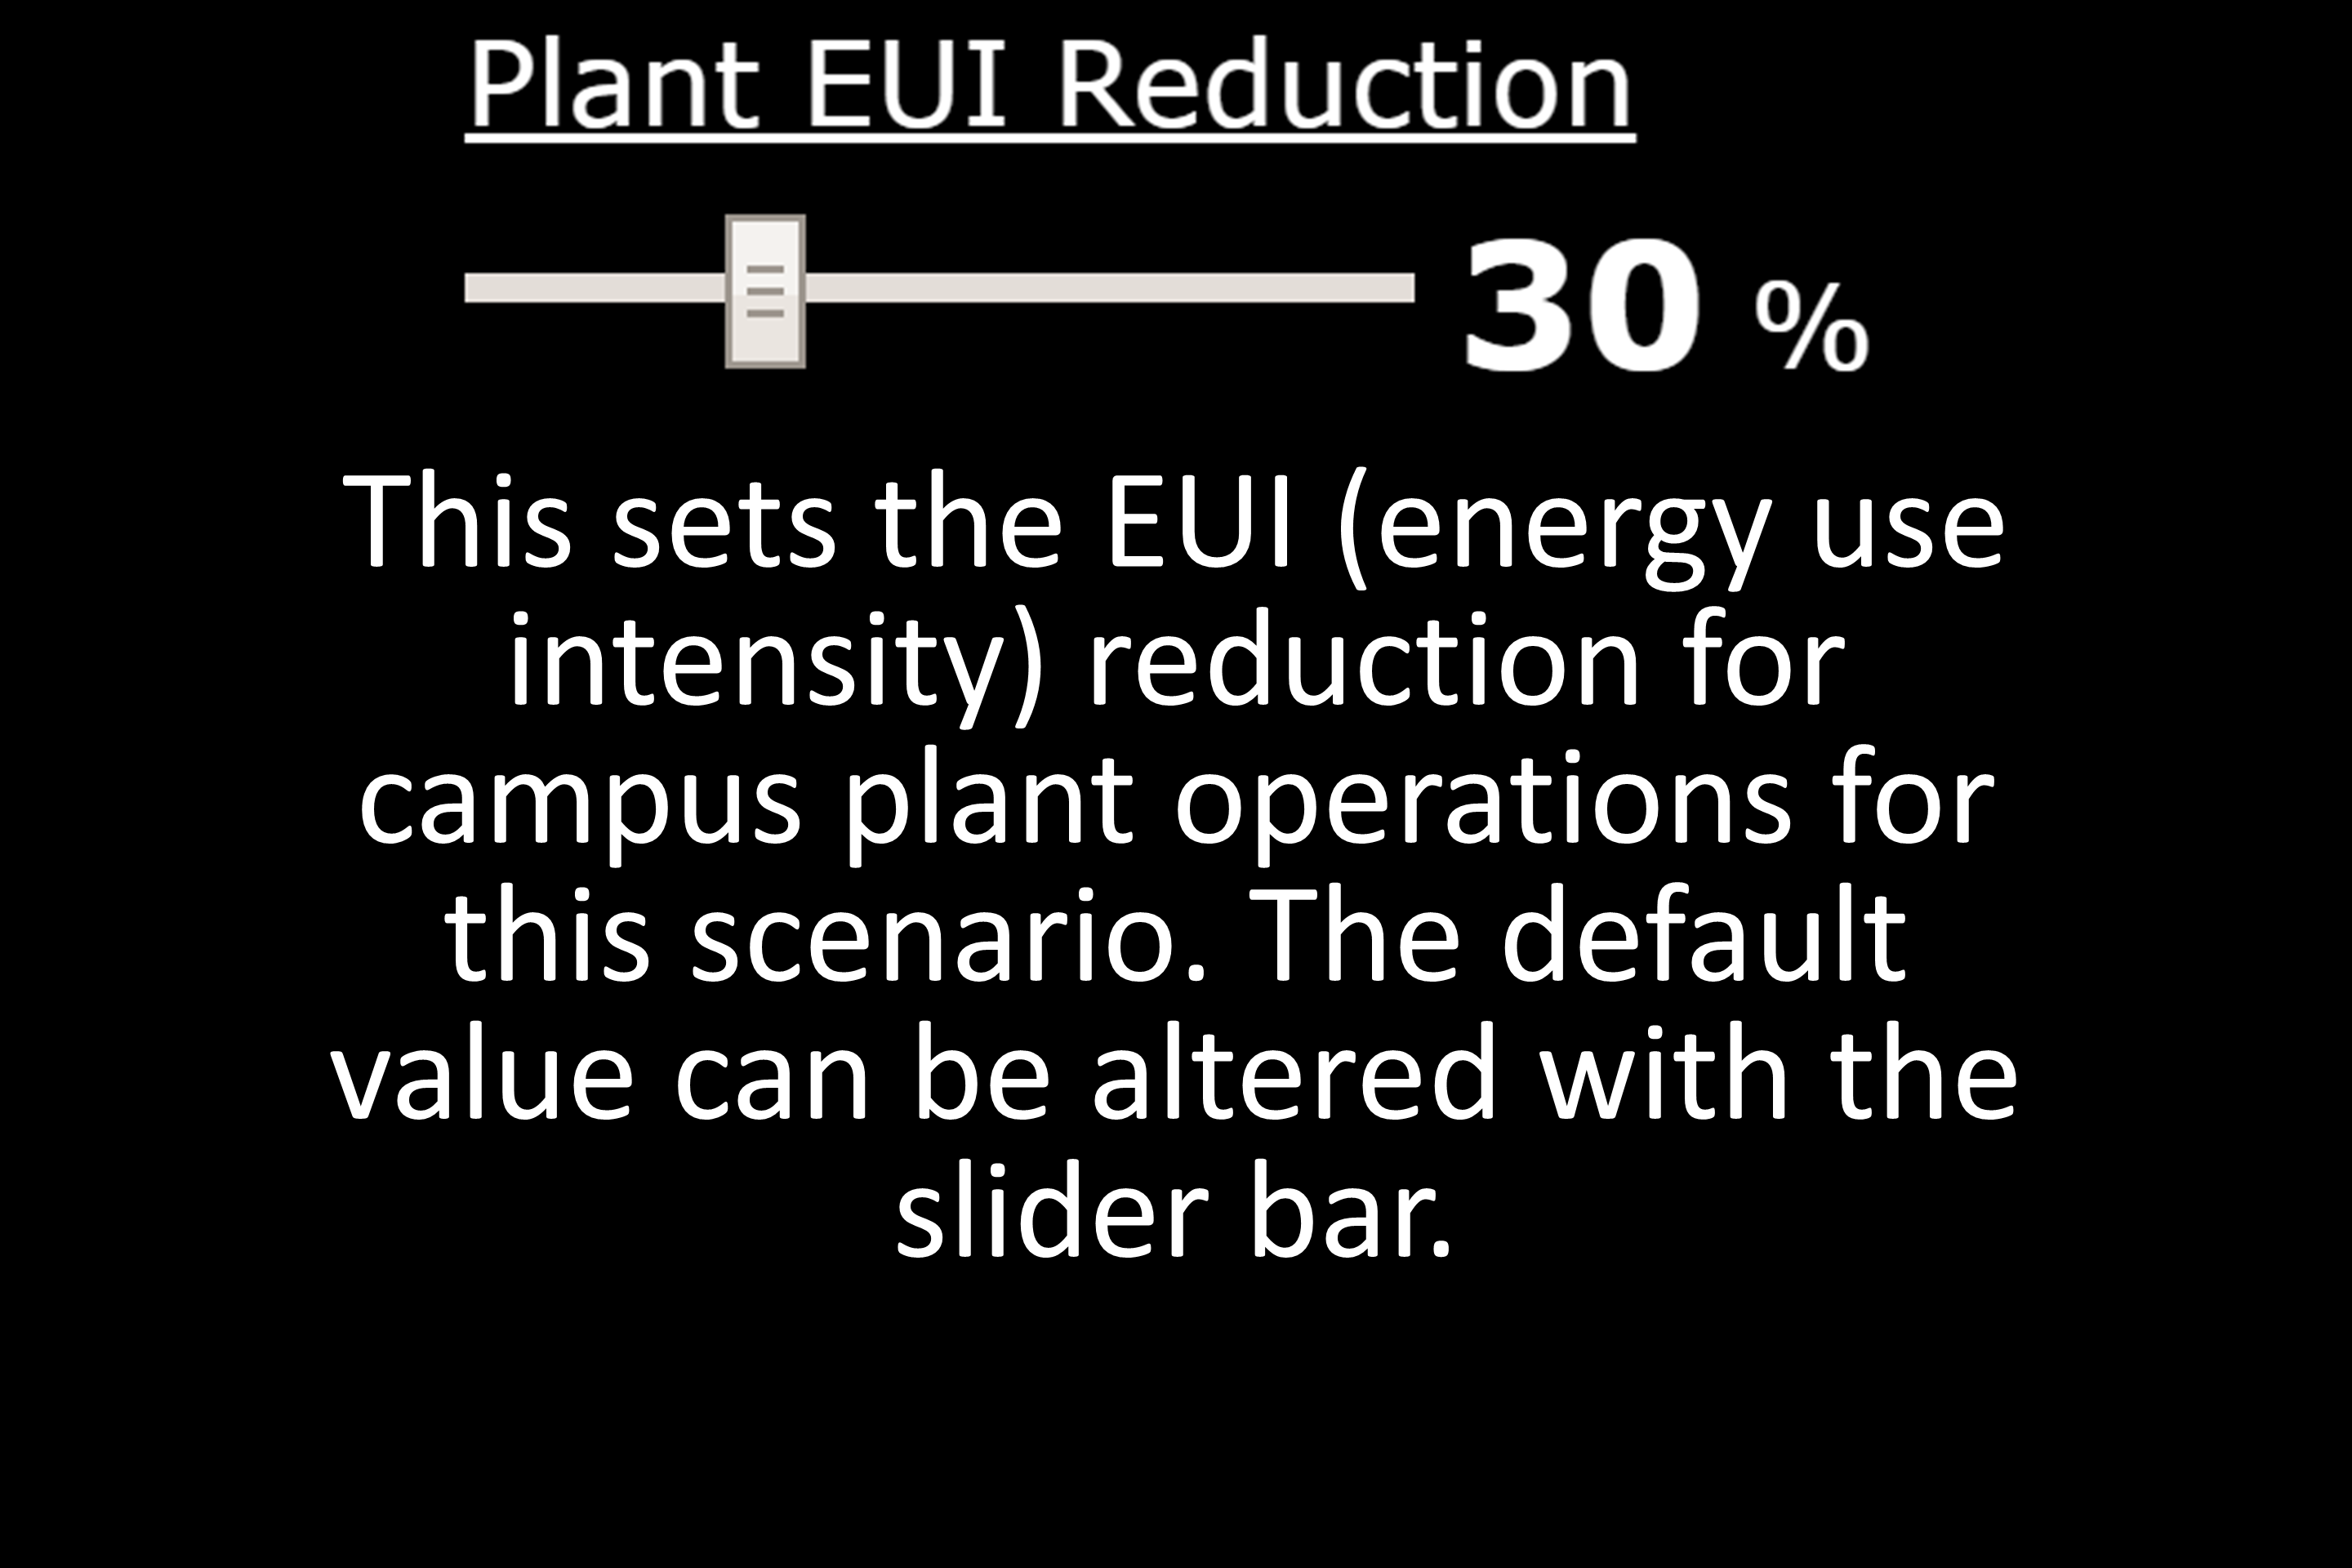 Plant EUI Reduction
30 %
This sets the EUI (energy use
intensity) reduction for
campus plant operations for
this scenario. The default
value can be altered with the
slider bar.